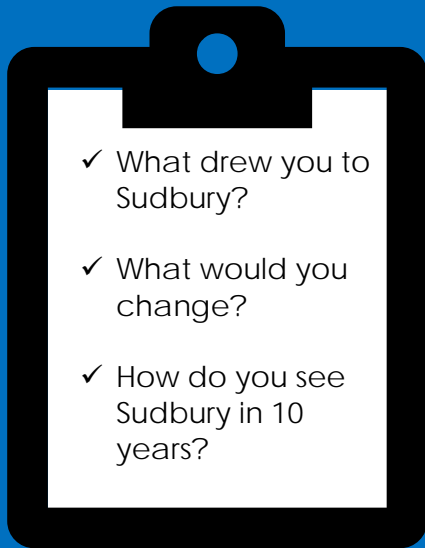 ✓ What drew you to
Sudbury?
✓ What would you
change?
✓ How do you see
Sudbury in 10
years?